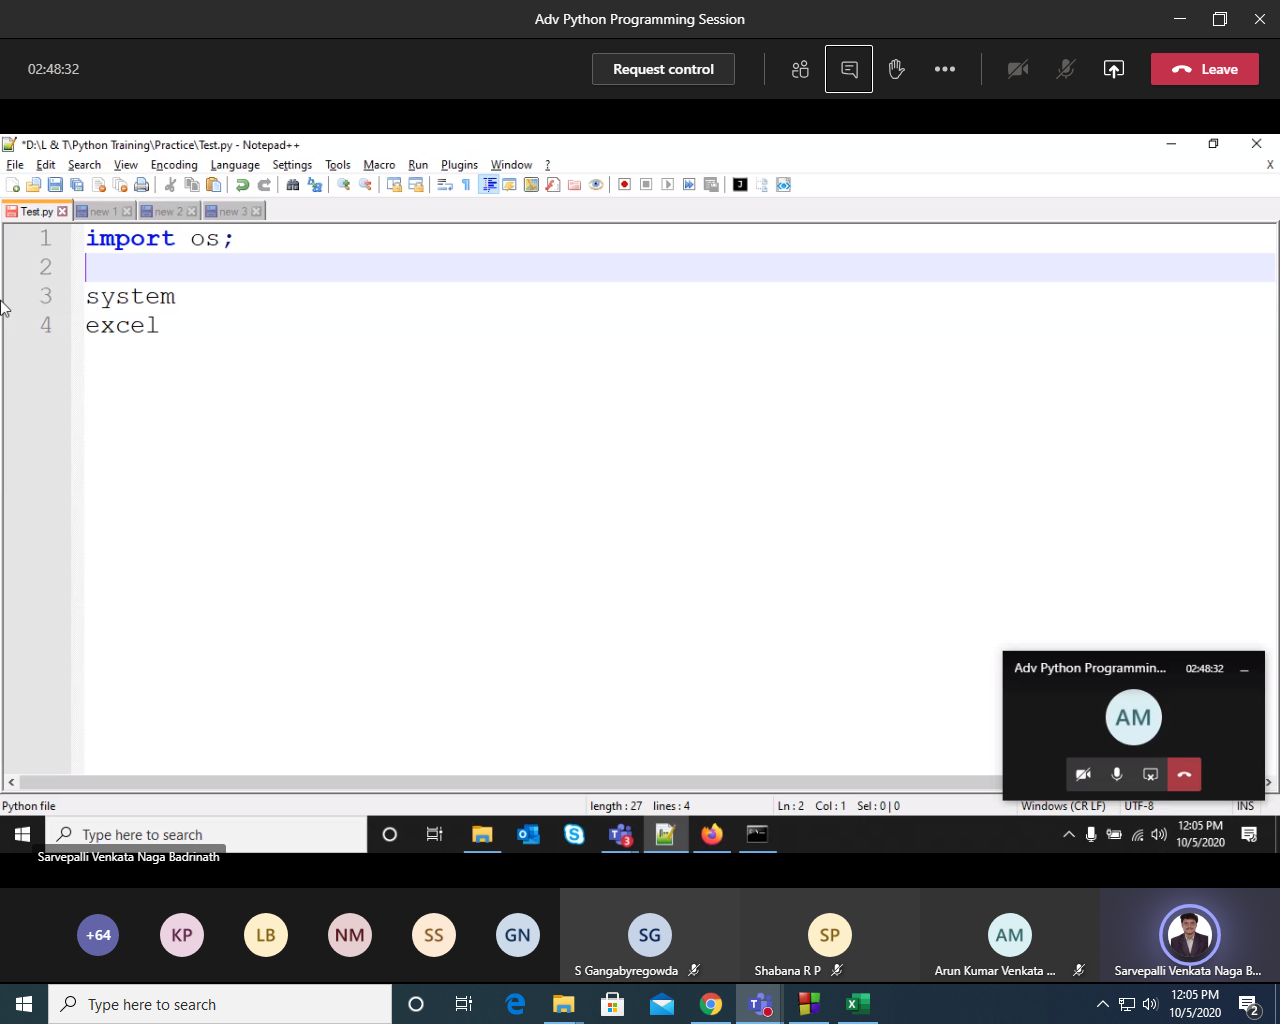 Adv Python Programming Session
02:48:32
Request control
Leave
*D:\L & T\Python Training\Practice\Test.py - Notepad++
File Edit Search View Encoding Language Settings Tools Macro Run Plugins Window ? X
Test.py new 1 new 2 new 3
1 import os;
2
3 system
4 excel
Adv Python Programmin... 02:48:32
AM
Python file length : 27 lines : 4 Ln : 2 Col : 1 Sel : 0 | 0 Windows (CR LF) UTF-8 INS
Type here to search
3
12:05 PM
10/5/2020
Sarvepalli Venkata Naga Badrinath
+64 KP LB NM SS GN SG SP AM
S Gangabyregowda Shabana R P Arun Kumar Venkata ... Sarvepalli Venkata Naga B...
Type here to search
12:05 PM
10/5/2020
2